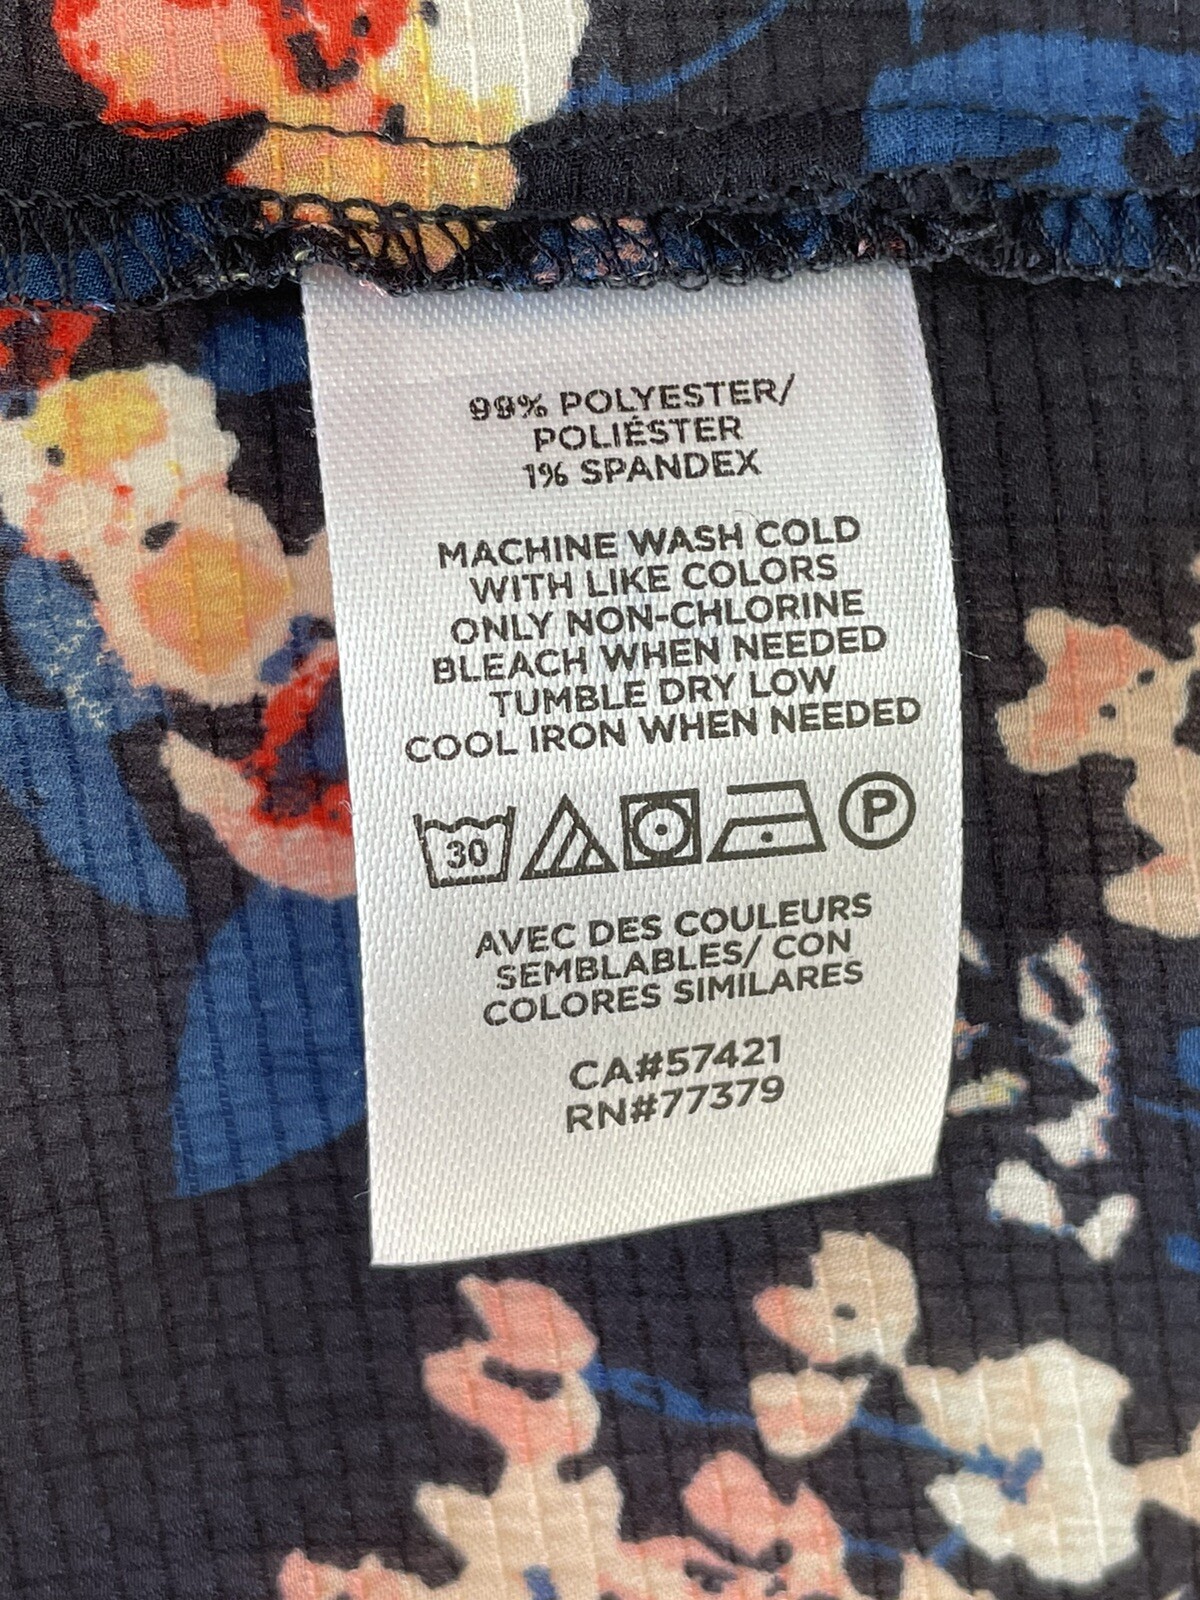 99% POLYESTER/
POLIÉSTER
1% SPANDEX
MACHINE WASH COLD
WITH LIKE COLORS
ONLY NON-CHLORINE
BLEACH WHEN NEEDED
TUMBLE DRY LOW
COOL IRON WHEN NEEDED
30 P
AVEC DES COULEURS
SEMBLABLES/ CON
COLORES SIMILARES
CA#57421
RN#77379